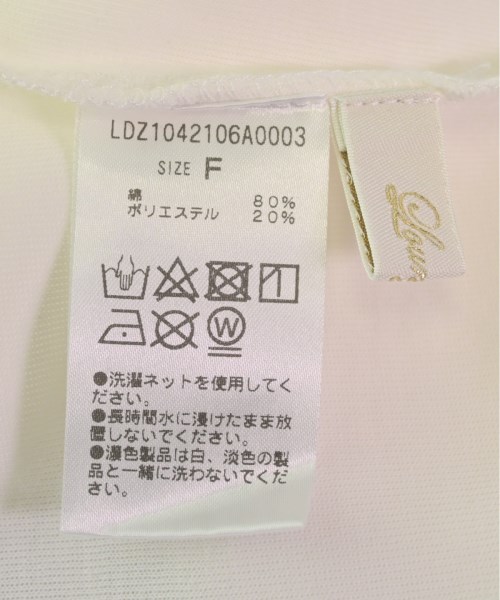 LDZ1042106A0003
SIZE F
綿 80%
ポリエステル 20%
W
●洗濯ネットを使用してく
ださい。
●長時間水に浸けたまま放
置しないでください。
●濃色製品は白、淡色の製
品と一緒に洗わないでくだ
さい。